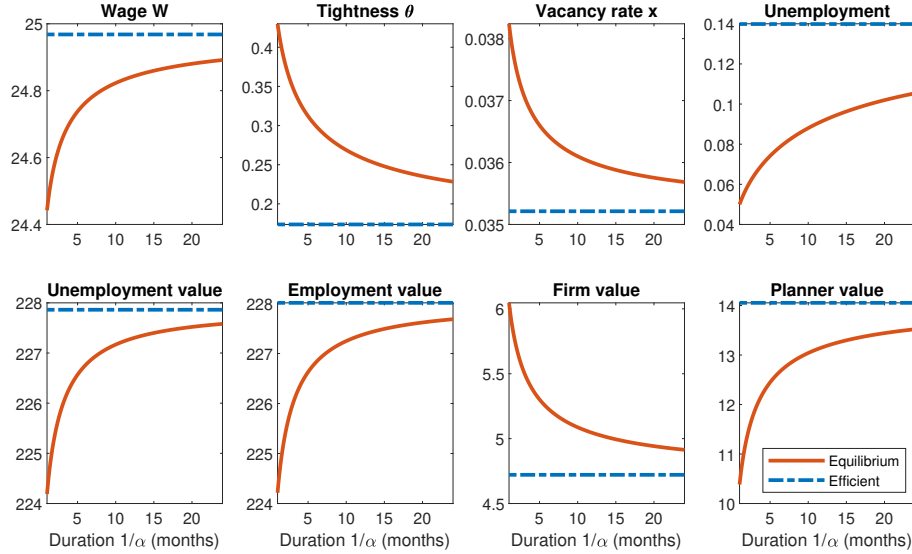 Wage W
25
24.8
24.6
24.4
5 10 15 20
Tightness θ
0.4
0.35
0.3
0.25
0.2
5 10 15 20
Vacancy rate x
0.038
0.037
0.036
0.035
5 10 15 20
Unemployment
0.14
0.12
0.1
0.08
0.06
0.04
5 10 15 20
Unemployment value
228
227
226
225
224
5 10 15 20
Duration 1/α (months)
Employment value
228
227
226
225
224
5 10 15 20
Duration 1/α (months)
Firm value
6
5.5
5
4.5
5 10 15 20
Duration 1/α (months)
Planner value
14
13
12
11
10
5 10 15 20
Duration 1/α (months)
Equilibrium
Efficient